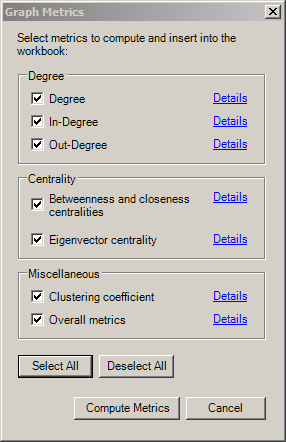 Graph Metrics
Select metrics to compute and insert into the
workbook:
Degree
Degree Details
In-Degree Details
Out-Degree Details
Centrality
Betweenness and closeness Details
centralities
Eigenvector centrality Details
Miscellaneous
Clustering coefficient Details
Overall metrics Details
Select All Deselect All
Compute Metrics Cancel